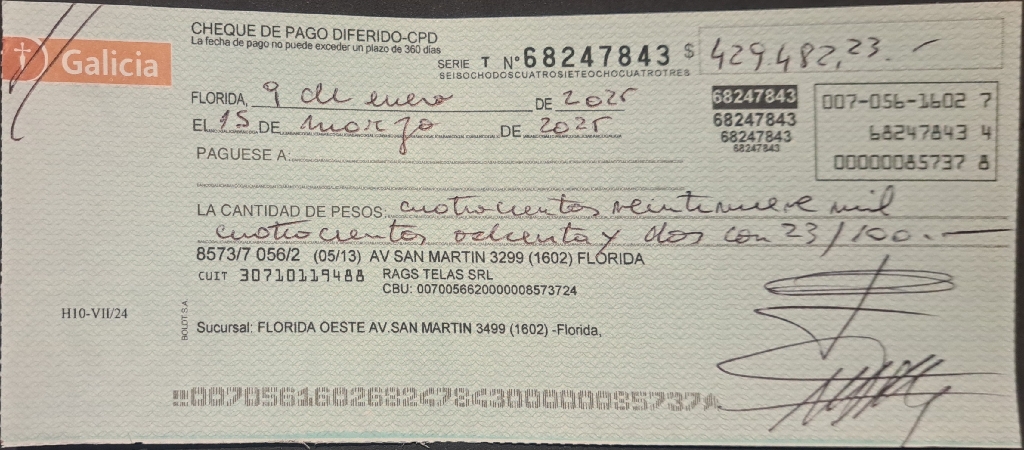 CHEQUE DE PAGO DIFERIDO-CPD
La fecha de pago no puede exceder un plazo de 360 días
Galicia
SERIE T N° 68247843 $ 429.482,23.-
SEISOCHODOSCUATROSIETEOCHOCUATROTRES
FLORIDA, 9 de enero DE 2025
EL 15 DE marzo DE 2025
68247843
68247843
68247843
68247843
007-056-1602 7
68247843 4
00000085737 8
PAGUESE A:
LA CANTIDAD DE PESOS: cuatrocientos veintinueve mil
cuatrocientos ochenta y dos con 23/100.-
8573/7 056/2 (05/13) AV SAN MARTIN 3299 (1602) FLORIDA
CUIT 30710119488 RAGS TELAS SRL
CBU: 0070056620000008573724
H10-VII/24
BOLDT S.A.
Sucursal: FLORIDA OESTE AV.SAN MARTIN 3499 (1602) -Florida,
00705616026824784300000085737